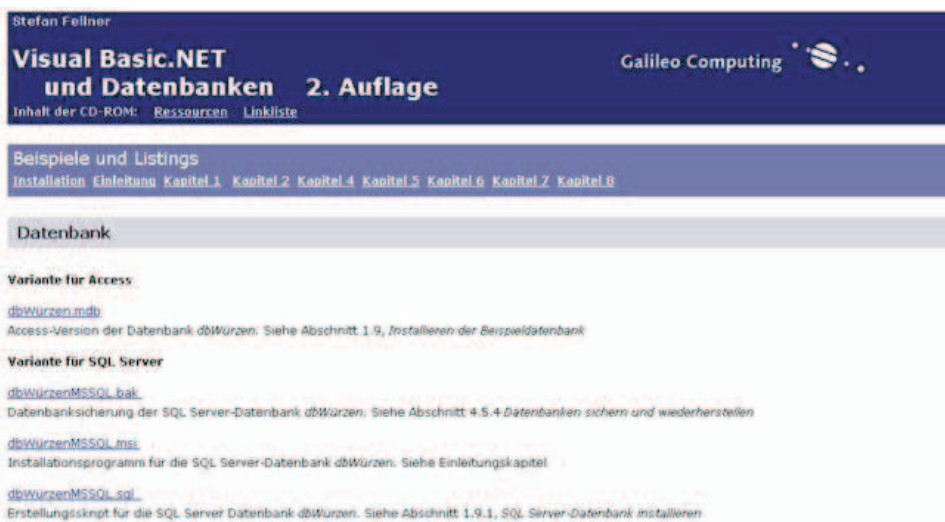 Stefan Fellner
Visual Basic.NET
und Datenbanken 2. Auflage
Galileo Computing
Inhalt der CD-ROM: Ressourcen Linkliste
Beispiele und Listings
Installation Einleitung Kapitel 1 Kapitel 2 Kapitel 4 Kapitel 5 Kapitel 6 Kapitel 7 Kapitel 8
Datenbank
Variante für Access
dbWürzen.mdb
Access-Version der Datenbank dbWürzen. Siehe Abschnitt 1.9, Installieren der Beispieldatenbank
Variante für SQL Server
dbWürzenMSSQL.bak
Datenbanksicherung der SQL Server-Datenbank dbWürzen. Siehe Abschnitt 4.5.4 Datenbanken sichern und wiederherstellen
dbWürzenMSSQL.msi
Installationsprogramm für die SQL Server-Datenbank dbWürzen. Siehe Einleitungskapitel
dbWürzenMSSQL.sql
Erstellungsskript für die SQL Server Datenbank dbWürzen. Siehe Abschnitt 1.9.1, SQL Server-Datenbank installieren